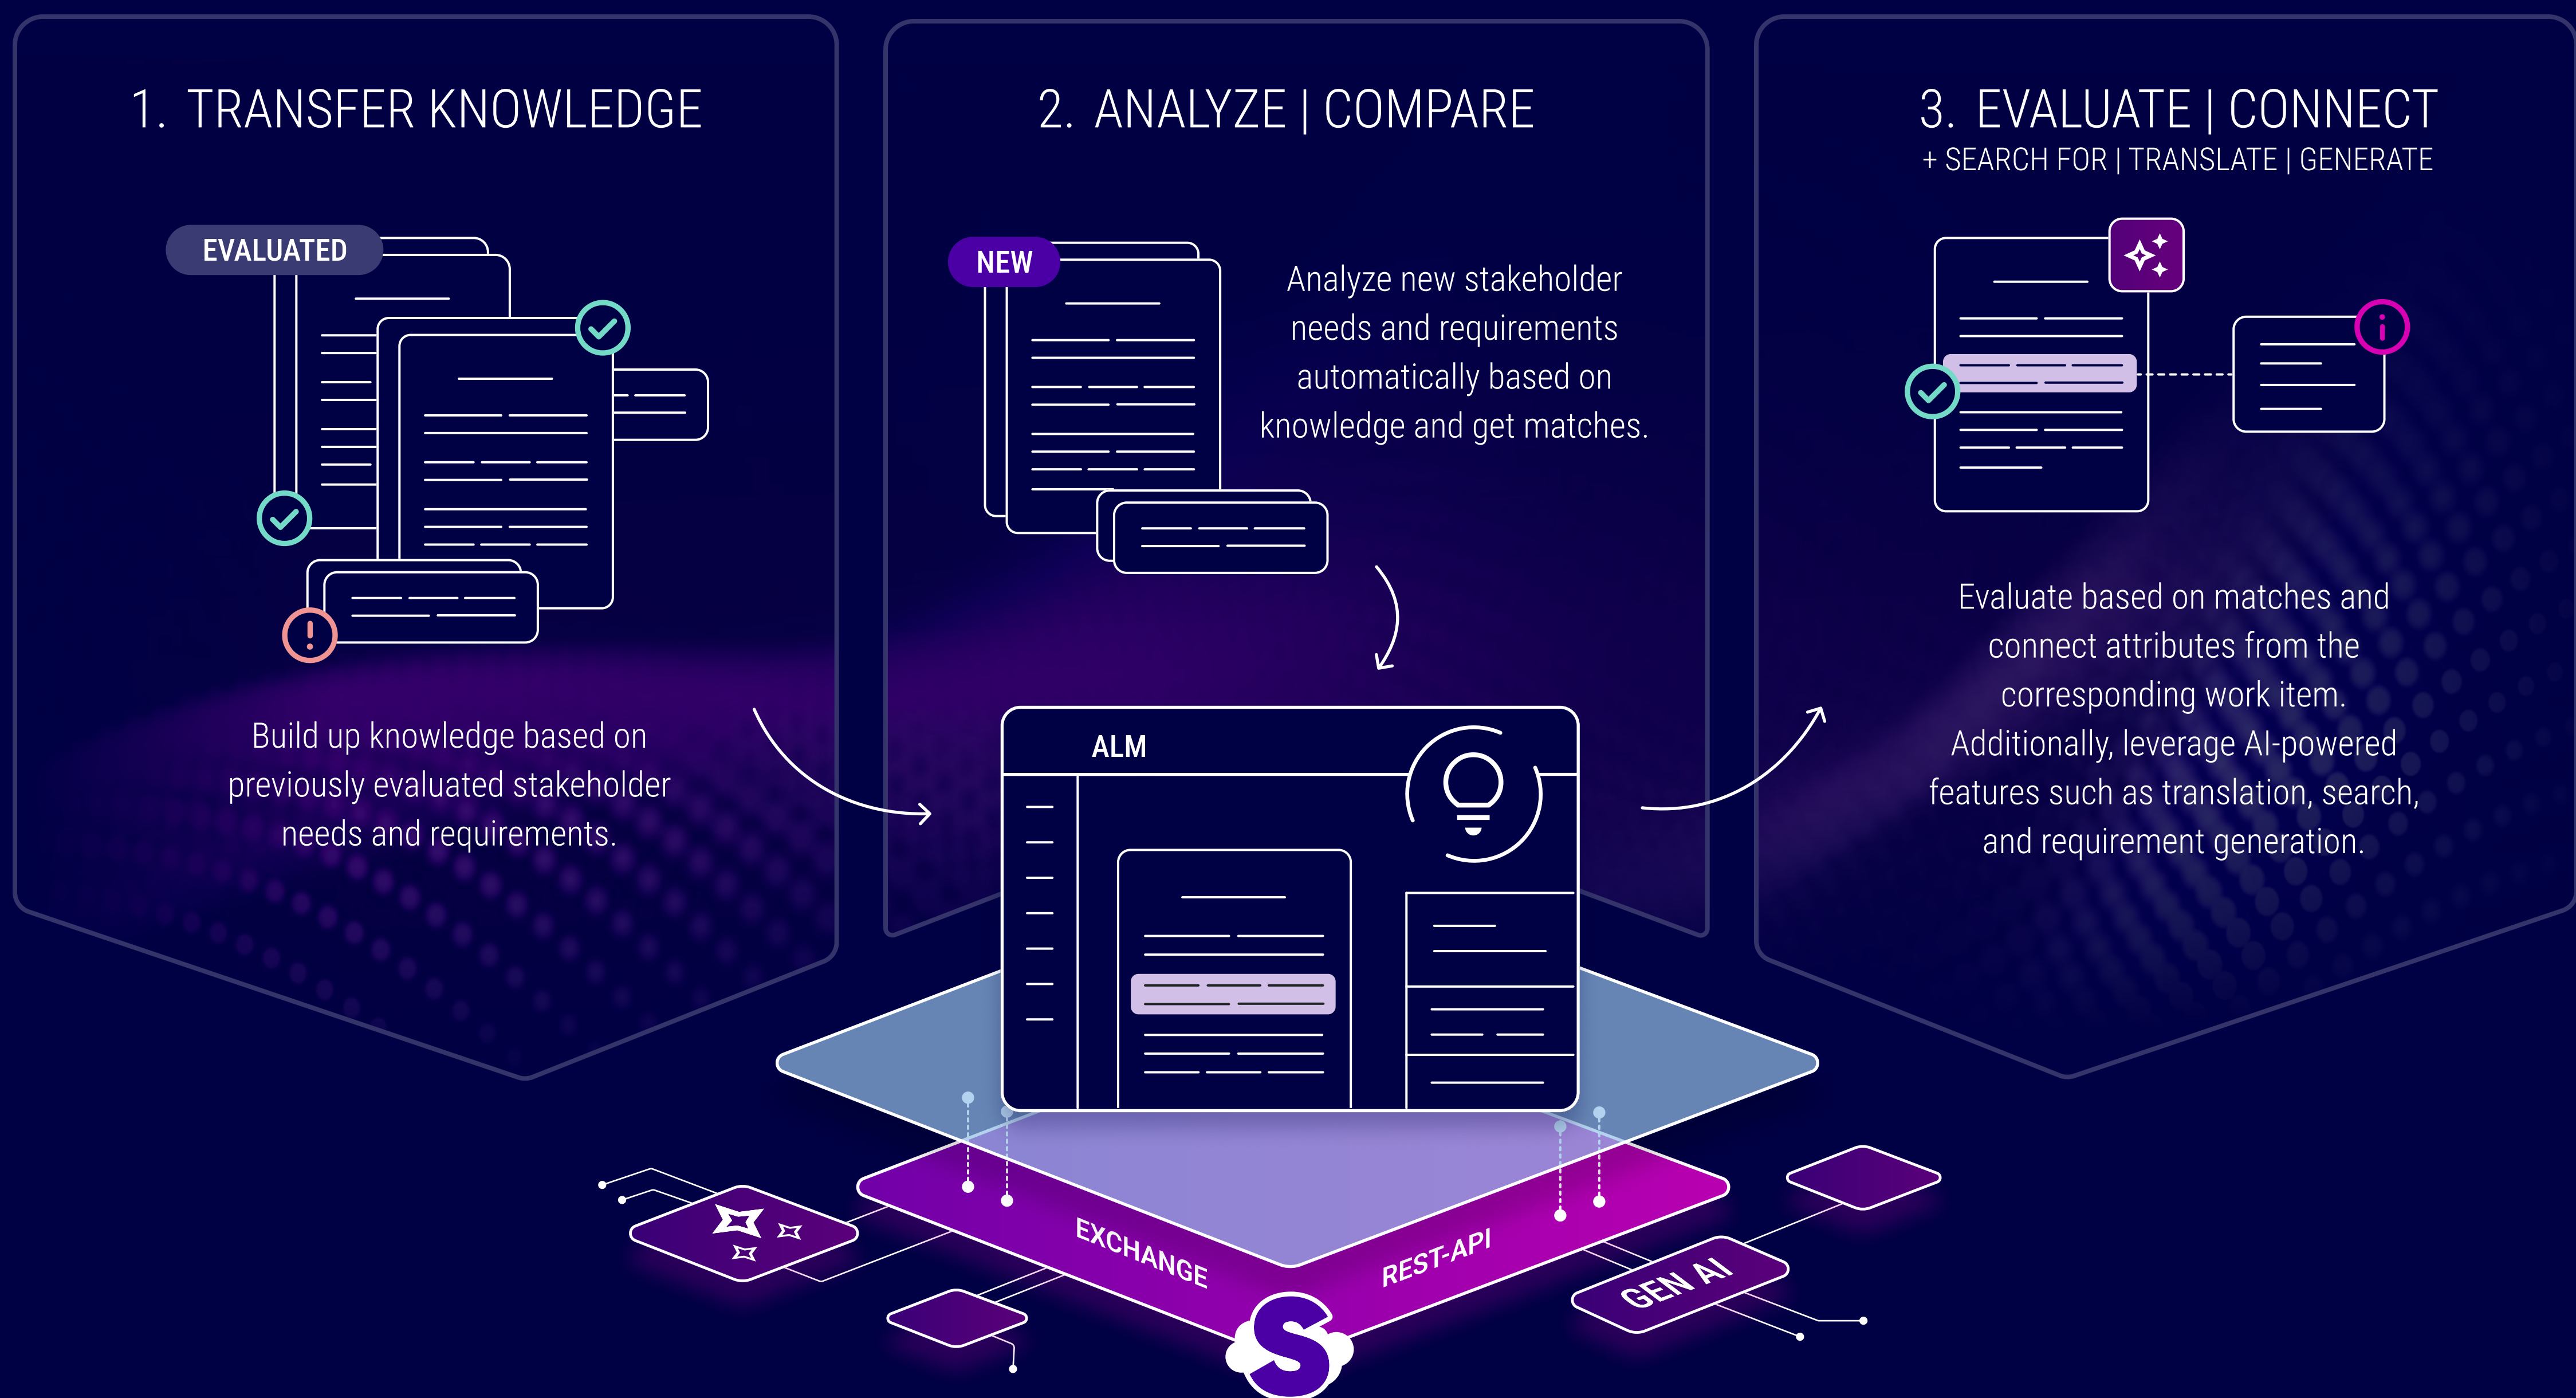 1. TRANSFER KNOWLEDGE
EVALUATED
Build up knowledge based on
previously evaluated stakeholder
needs and requirements.
2. ANALYZE | COMPARE
NEW
Analyze new stakeholder
needs and requirements
automatically based on
knowledge and get matches.
ALM
3. EVALUATE | CONNECT
+ SEARCH FOR | TRANSLATE | GENERATE
Evaluate based on matches and
connect attributes from the
corresponding work item.
Additionally, leverage AI-powered
features such as translation, search,
and requirement generation.
EXCHANGE
REST-API
GEN AI
S